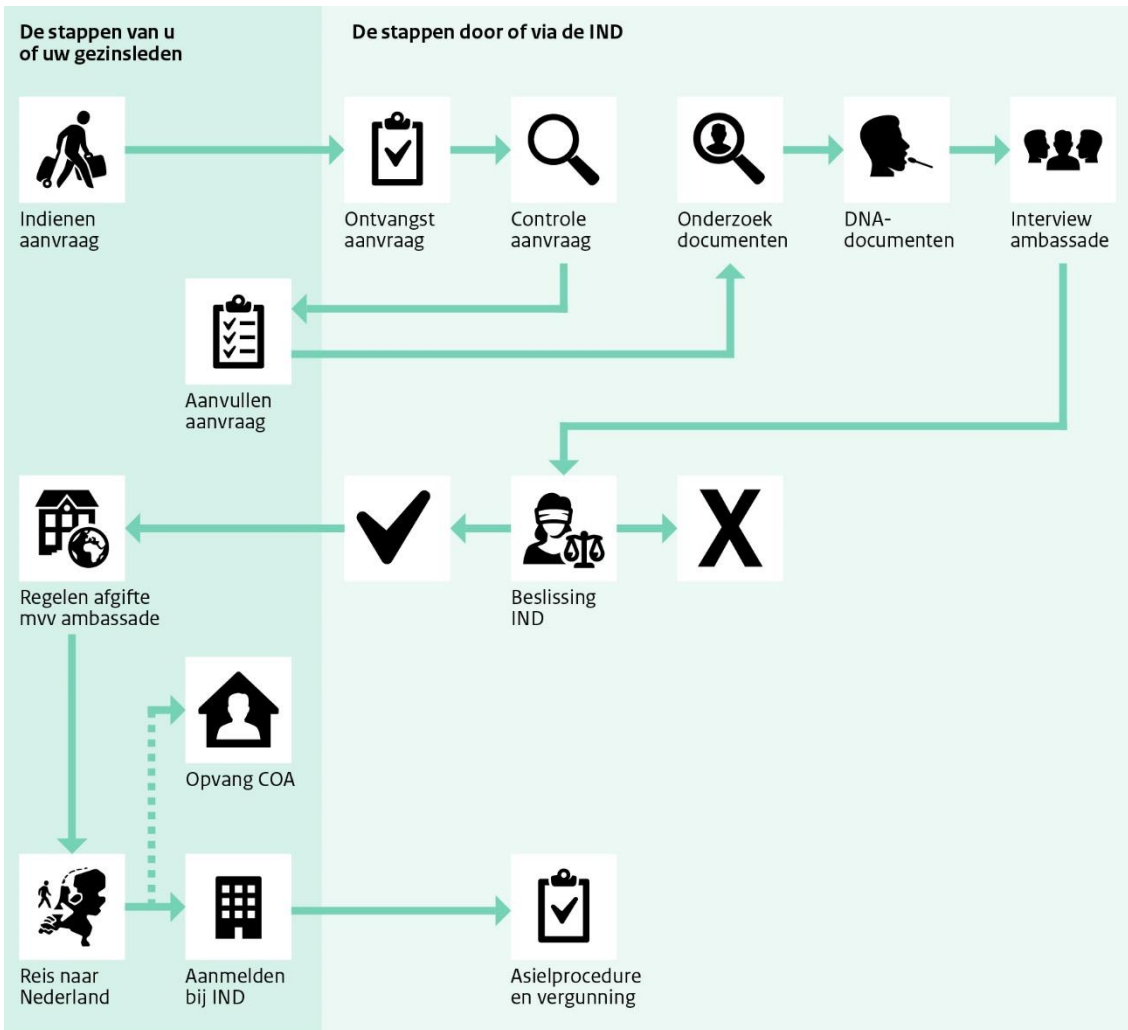 De stappen van u
of uw gezinsleden
De stappen door of via de IND
Indienen
aanvraag
Ontvangst
aanvraag
Controle
aanvraag
Onderzoek
documenten
DNA-
documenten
Interview
ambassade
Aanvullen
aanvraag
Regelen afgifte
mvv ambassade
Beslissing
IND
Opvang COA
Reis naar
Nederland
Aanmelden
bij IND
Asielprocedure
en vergunning